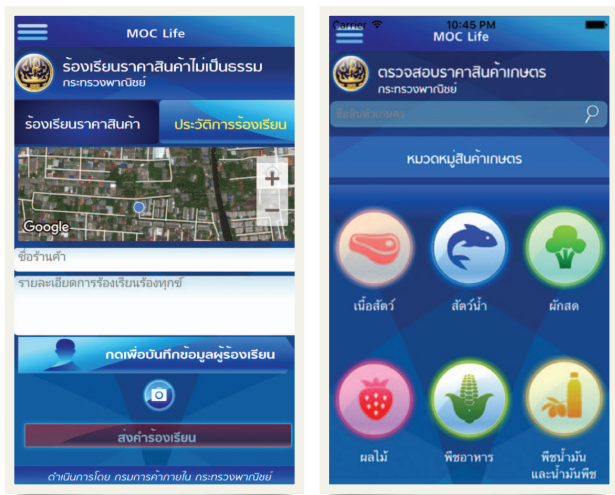 MOC Life
ร้องเรียนราคาสินค้าไม่เป็นธรรม
กระทรวงพาณิชย์
ร้องเรียนราคาสินค้า
ประวัติการร้องเรียน
+
-
Google
ชื่อร้านค้า
รายละเอียดการร้องเรียนร้องทุกข์
กดเพื่อบันทึกข้อมูลผู้ร้องเรียน
ส่งคำร้องเรียน
ดำเนินการโดย กรมการค้าภายใน กระทรวงพาณิชย์
Carrier
10:45 PM
MOC Life
ตรวจสอบราคาสินค้าเกษตร
กระทรวงพาณิชย์
ชื่อสินค้าเกษตร
หมวดหมู่สินค้าเกษตร
เนื้อสัตว์
สัตว์น้ำ
ผักสด
ผลไม้
พืชอาหาร
พืชน้ำมัน
และน้ำมันพืช